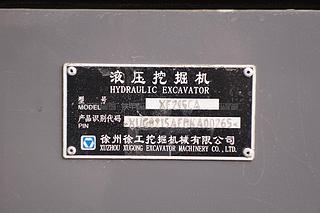 液压挖掘机
HYDRAULIC EXCAVATOR
型 号
MODEL XE215CA
产品识别代码
PIN
徐州徐工挖掘机械有限公司
XUZHOU XUGONG EXCAVATOR MACHINERY CO., LTD.